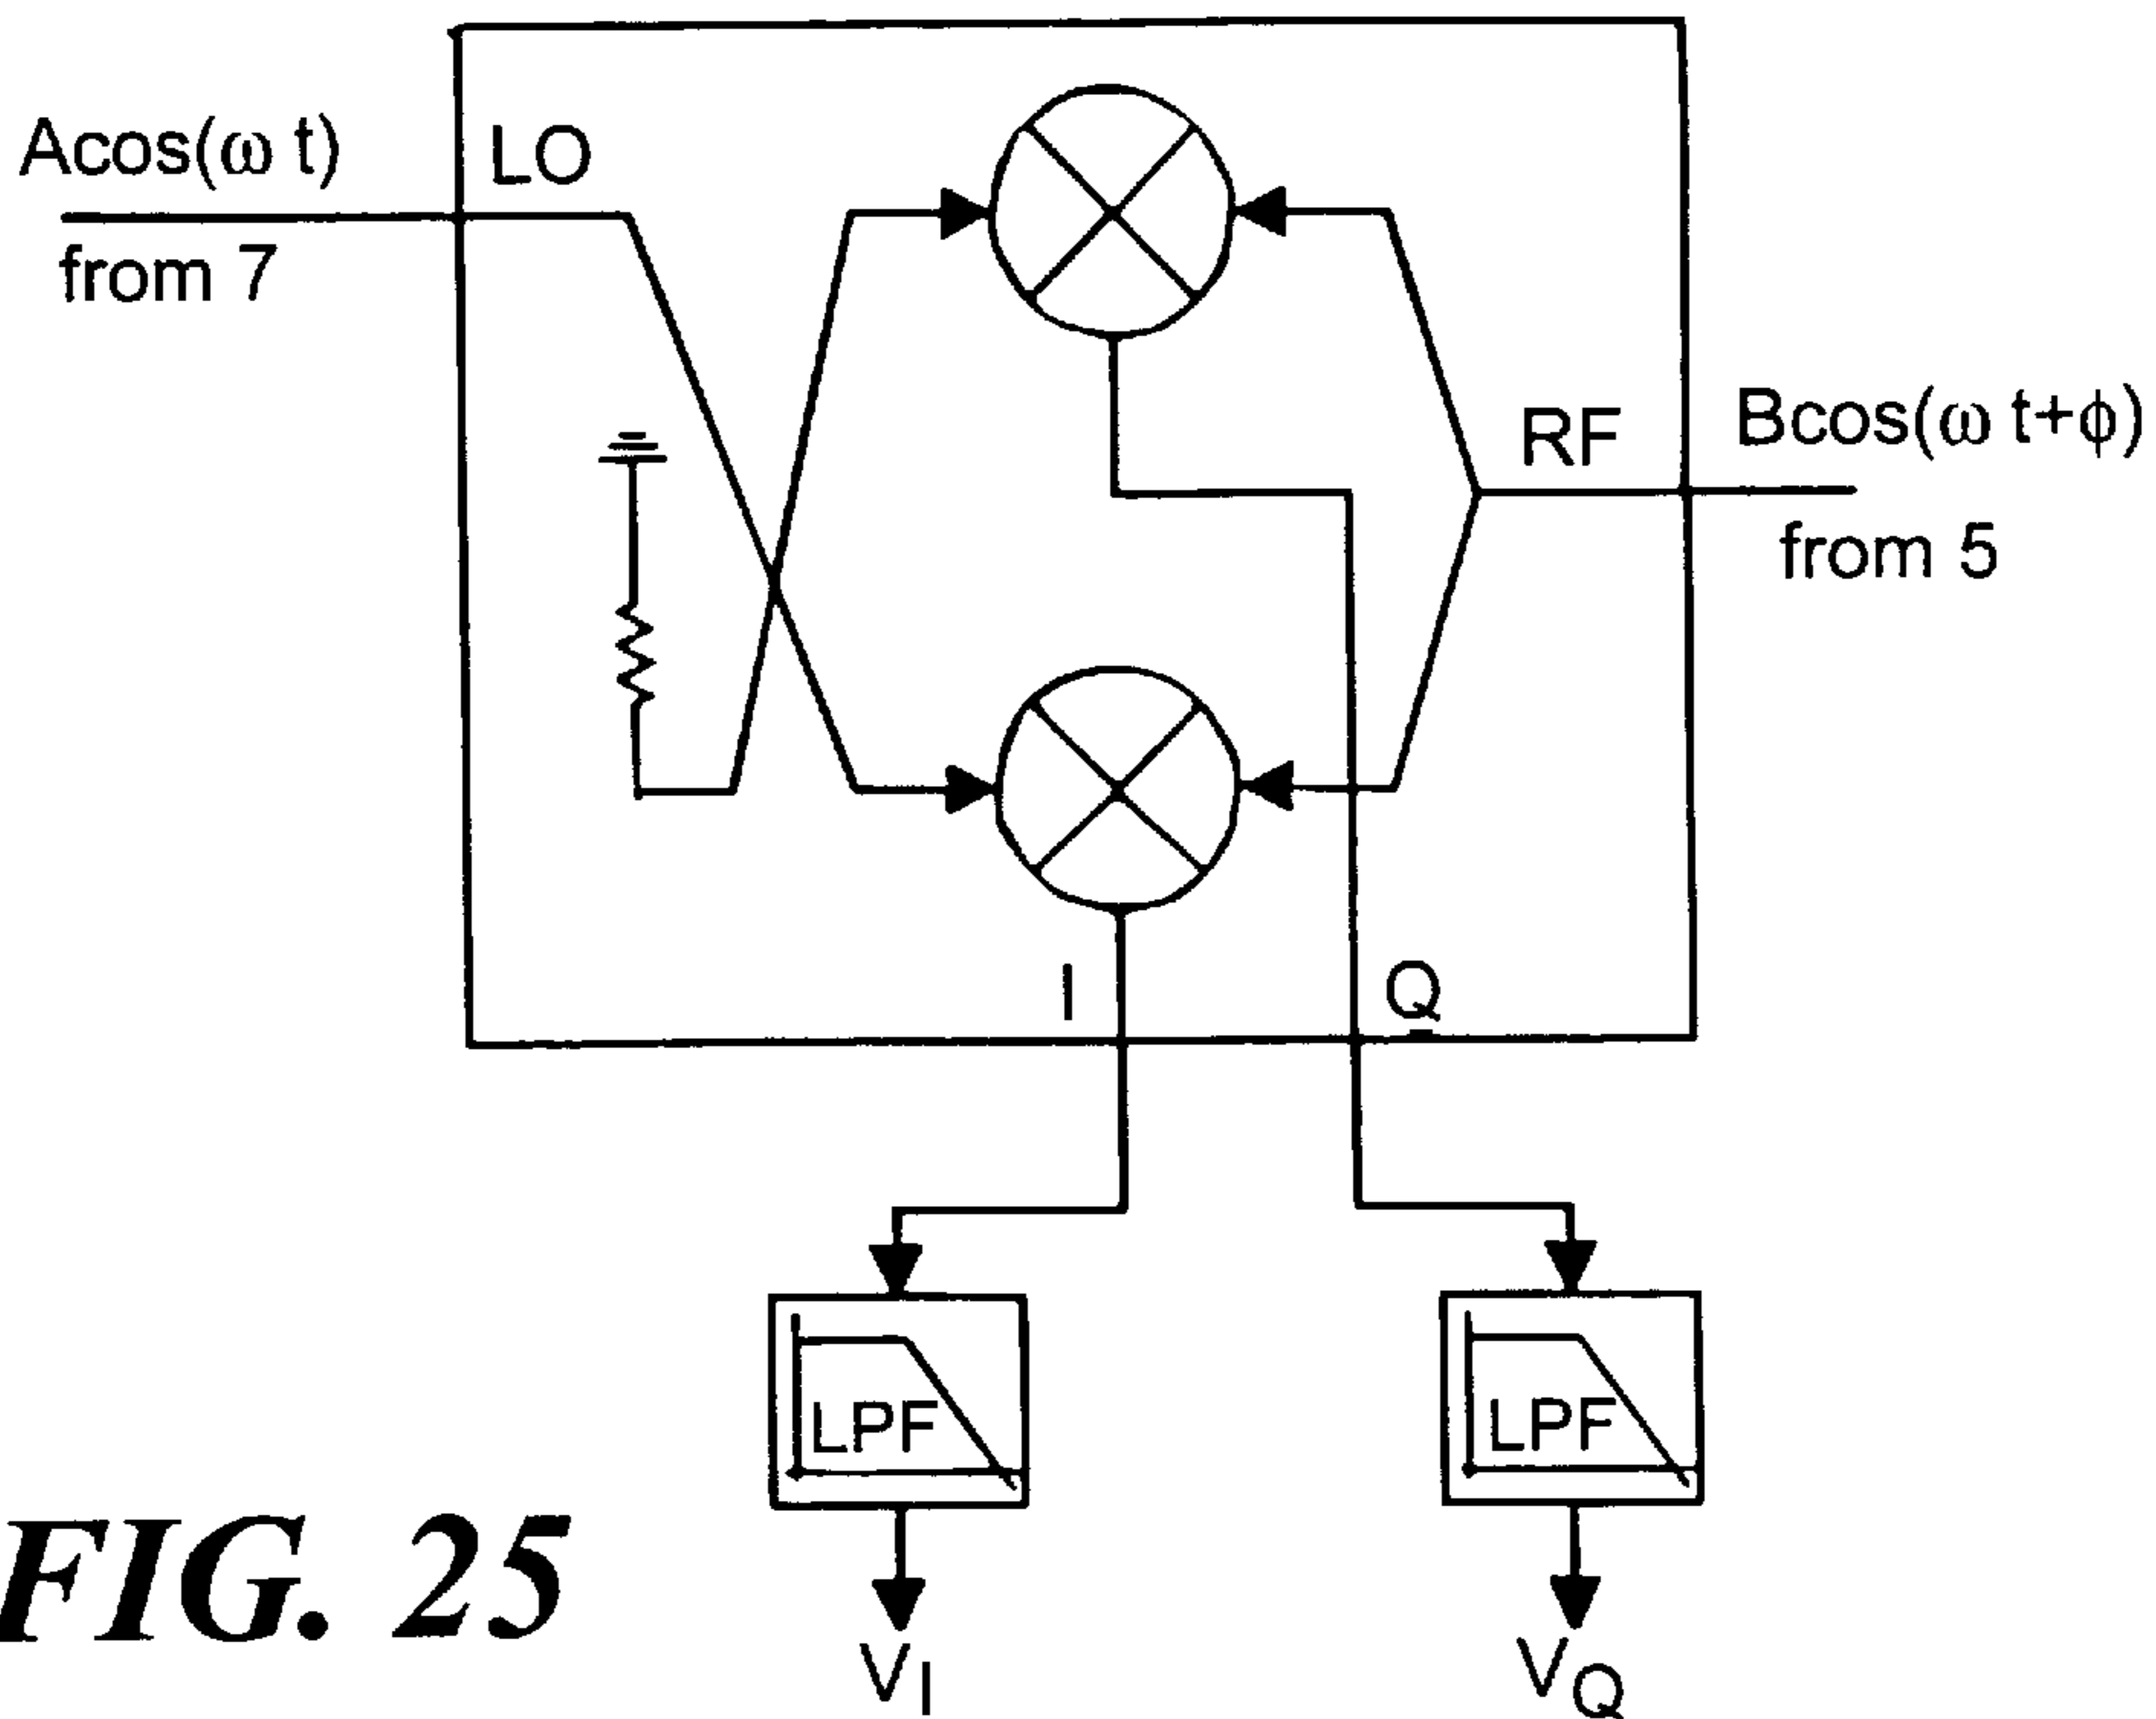 Acos(ω t)
LO
from 7
RF
Bcos(ω t+ϕ)
from 5
I
Q
LPF
LPF
FIG. 25
VI
VQ